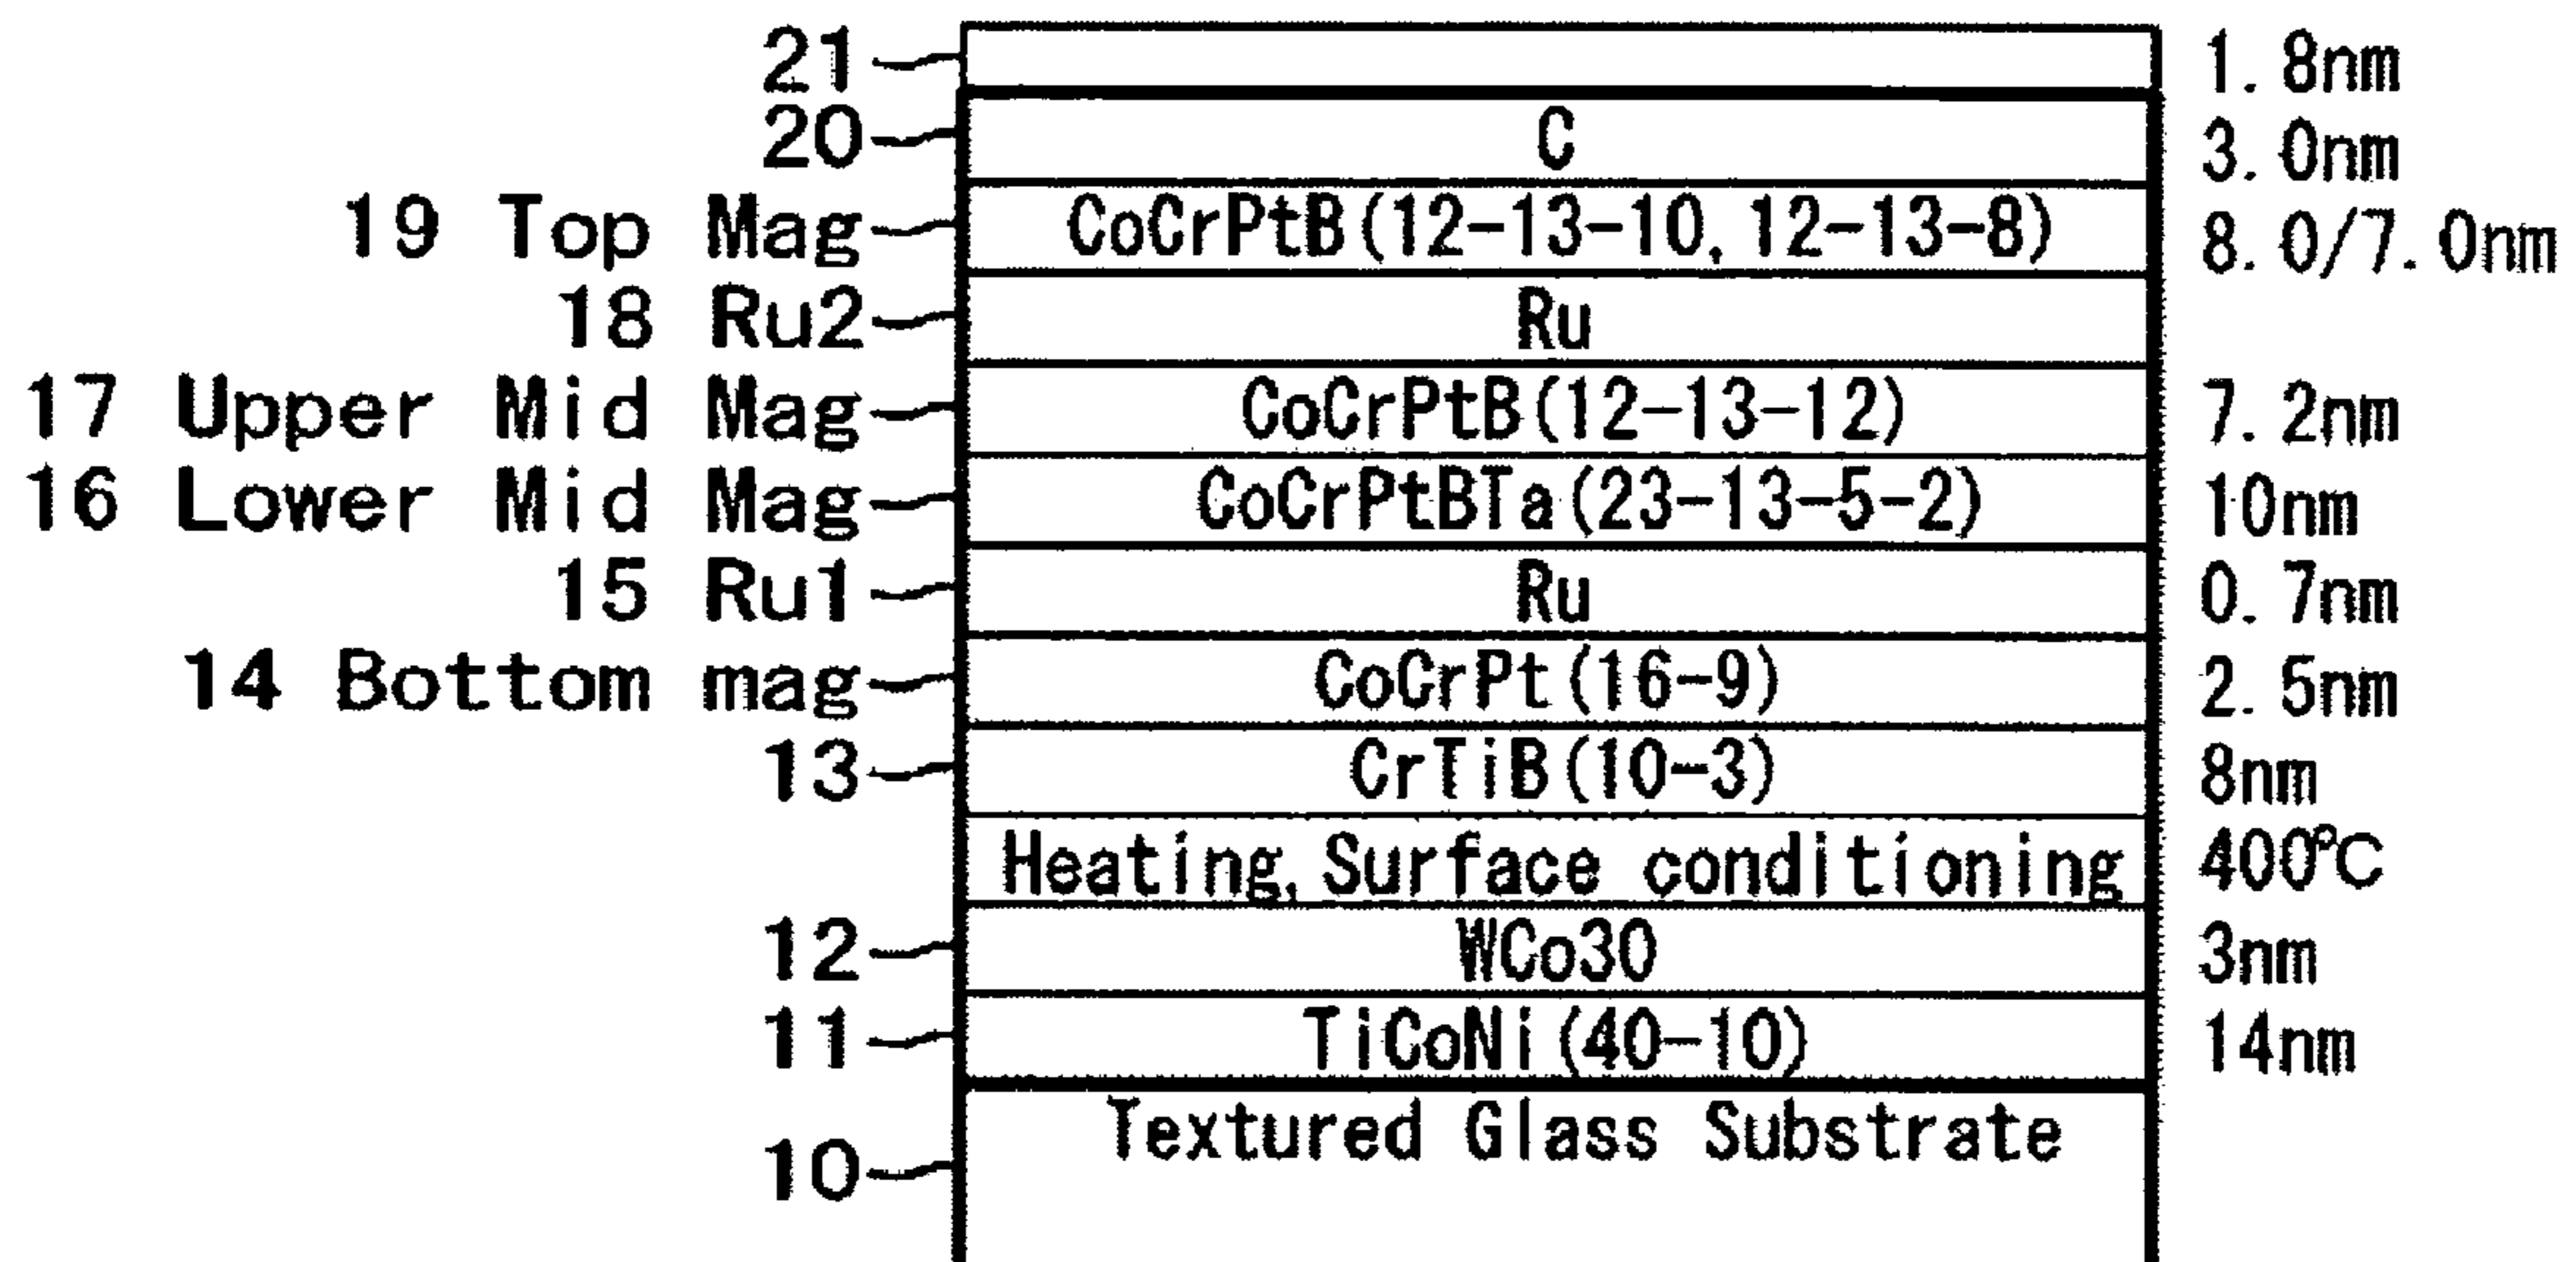 21 1.8nm
20 C 3.0nm
19 Top Mag CoCrPtB(12-13-10, 12-13-8) 8.0/7.0nm
18 Ru2 Ru
17 Upper Mid Mag CoCrPtB(12-13-12) 7.2nm
16 Lower Mid Mag CoCrPtBTa(23-13-5-2) 10nm
15 Ru1 Ru 0.7nm
14 Bottom mag CoCrPt(16-9) 2.5nm
13 CrTiB(10-3) 8nm
Heating, Surface conditioning 400℃
12 WCo30 3nm
11 TiCoNi(40-10) 14nm
10 Textured Glass Substrate